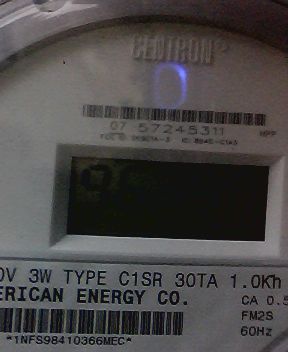 CENTRON®
07 57245311 HPP
0V 3W TYPE C1SR 30TA 1.0Kh
ERICAN ENERGY CO. CA 0.5
FM2S
60Hz
*1NFS98410366MEC*